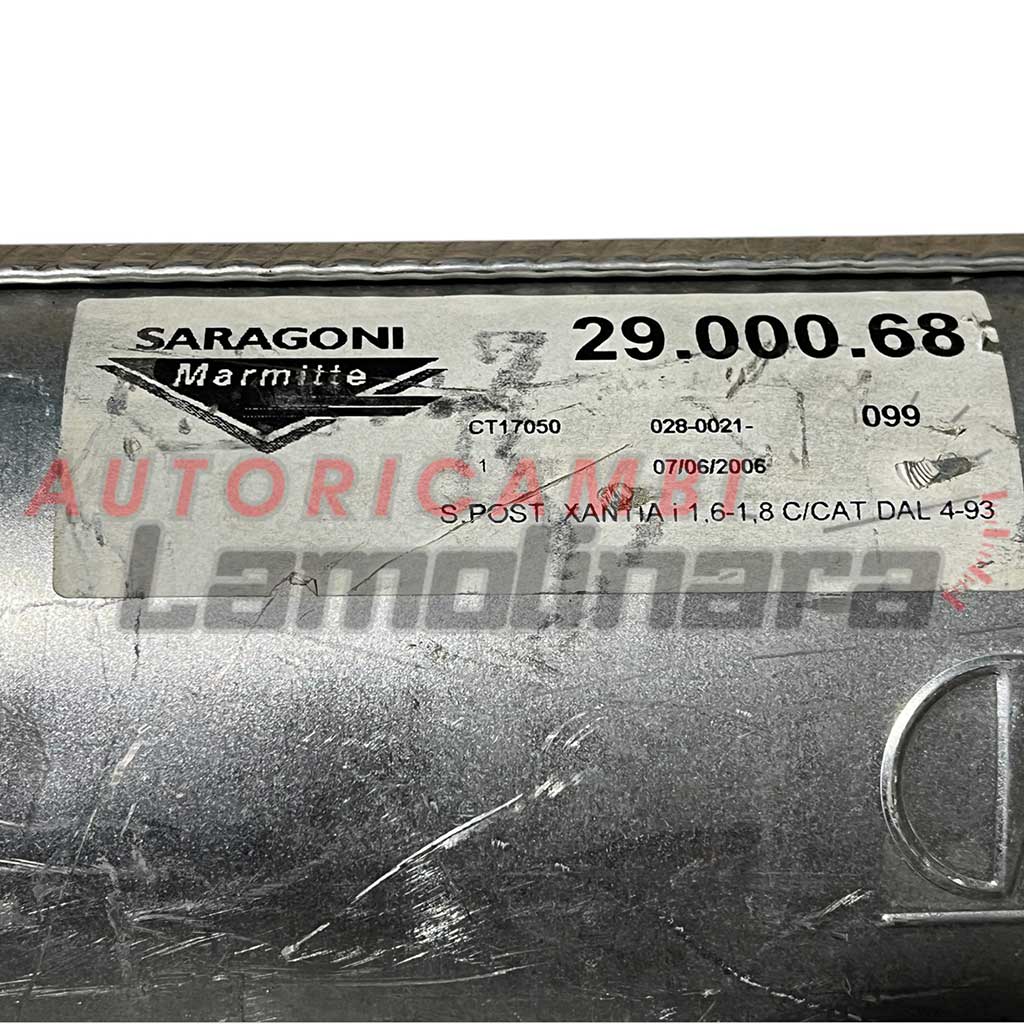 SARAGONI
Marmitte
29.000.68
CT17050 028-0021- 099
1 07/06/2006
S.POST. XANTIA i 1,6-1,8 C/CAT DAL 4-93
AUTORICAMBI
Lamolinara